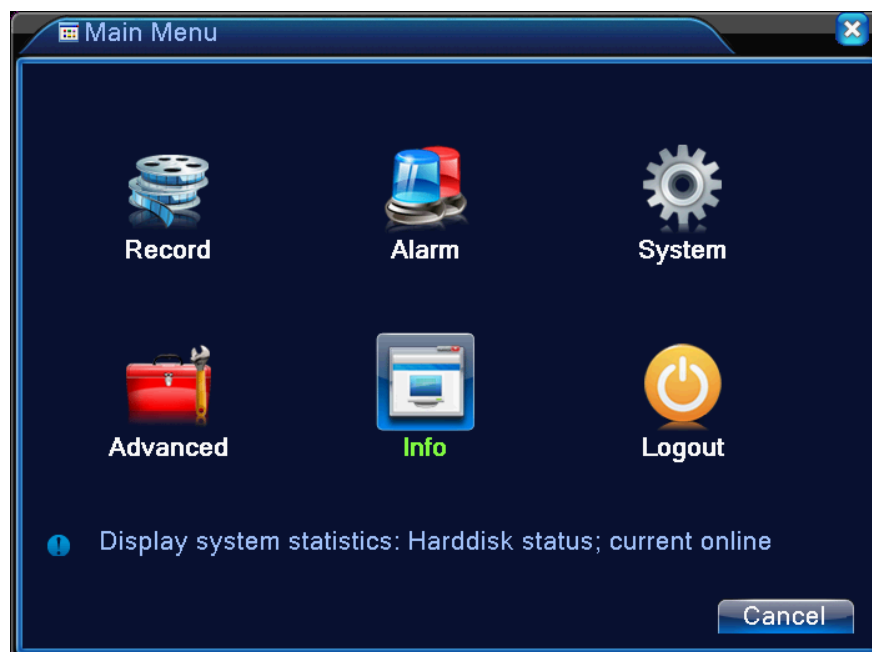 Main Menu
Record
Alarm
System
Advanced
Info
Logout
Display system statistics: Harddisk status; current online
Cancel